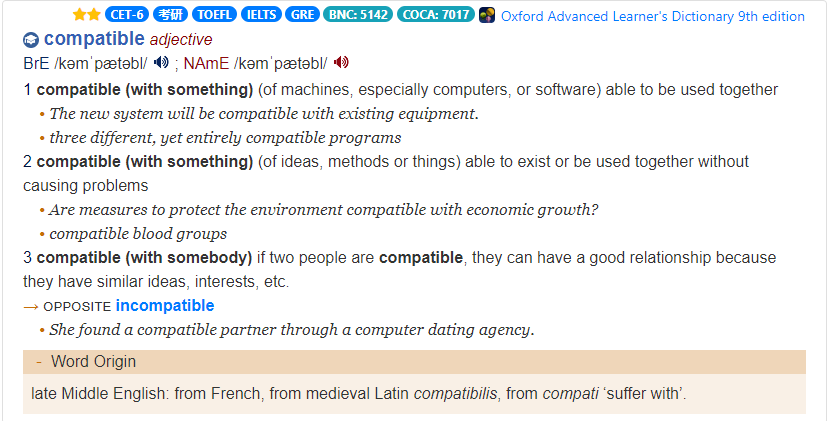 CET-6 考研 TOEFL IELTS GRE BNC: 5142 COCA: 7017 Oxford Advanced Learner's Dictionary 9th edition
compatible adjective
BrE /kəmˈpætəbl/ ; NAmE /kəmˈpætəbl/
1 compatible (with something) (of machines, especially computers, or software) able to be used together
• The new system will be compatible with existing equipment.
• three different, yet entirely compatible programs
2 compatible (with something) (of ideas, methods or things) able to exist or be used together without
causing problems
• Are measures to protect the environment compatible with economic growth?
• compatible blood groups
3 compatible (with somebody) if two people are compatible, they can have a good relationship because
they have similar ideas, interests, etc.
→ OPPOSITE incompatible
• She found a compatible partner through a computer dating agency.
- Word Origin
late Middle English: from French, from medieval Latin compatibilis, from compati ‘suffer with’.